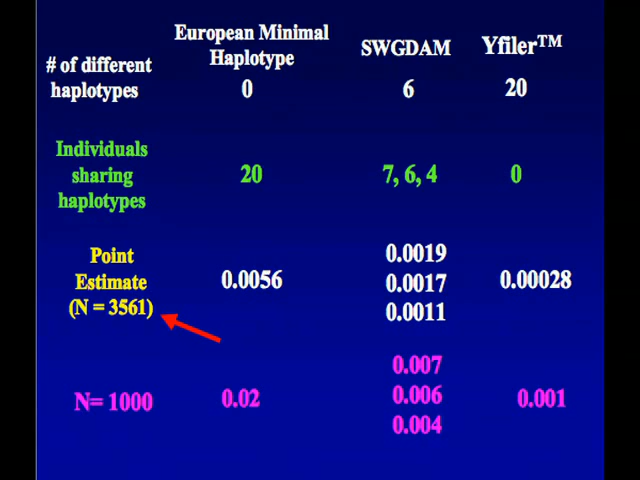 European Minimal
Haplotype
SWGDAM
Yfiler™
# of different
haplotypes
0
6
20
Individuals
sharing
haplotypes
20
7, 6, 4
0
Point
Estimate
(N = 3561)
0.0056
0.0019
0.0017
0.0011
0.00028
N= 1000
0.02
0.007
0.006
0.004
0.001